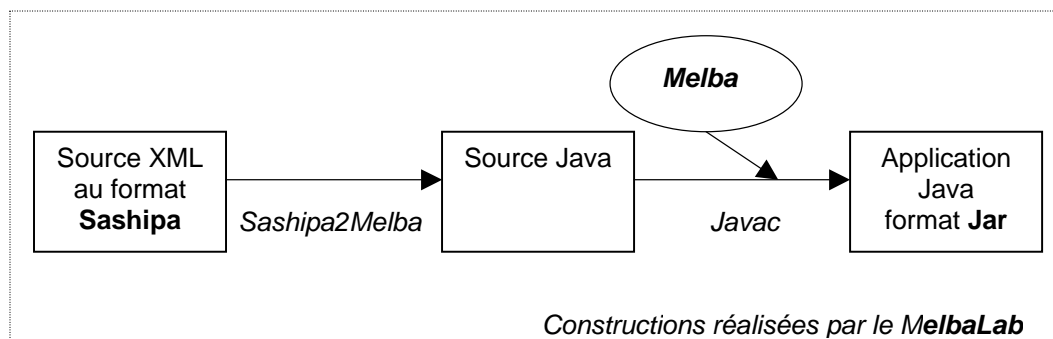 Melba
Source XML
au format
Sashipa
Sashipa2Melba
Source Java
Javac
Application
Java
format Jar
Constructions réalisées par le MelbaLab